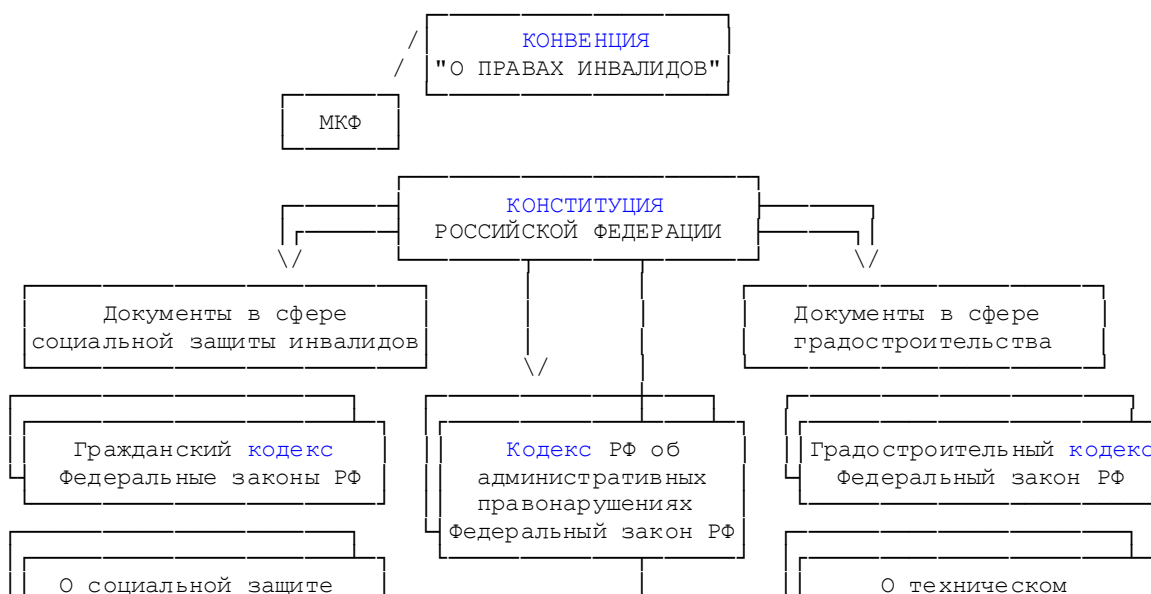 КОНВЕНЦИЯ
"О ПРАВАХ ИНВАЛИДОВ"
МКФ
КОНСТИТУЦИЯ
РОССИЙСКОЙ ФЕДЕРАЦИИ
Документы в сфере
социальной защиты инвалидов
Документы в сфере
градостроительства
Гражданский кодекс
Федеральные законы РФ
Кодекс РФ об
административных
правонарушениях
Федеральный закон РФ
Градостроительный кодекс
Федеральный закон РФ
О социальной защите
О техническом